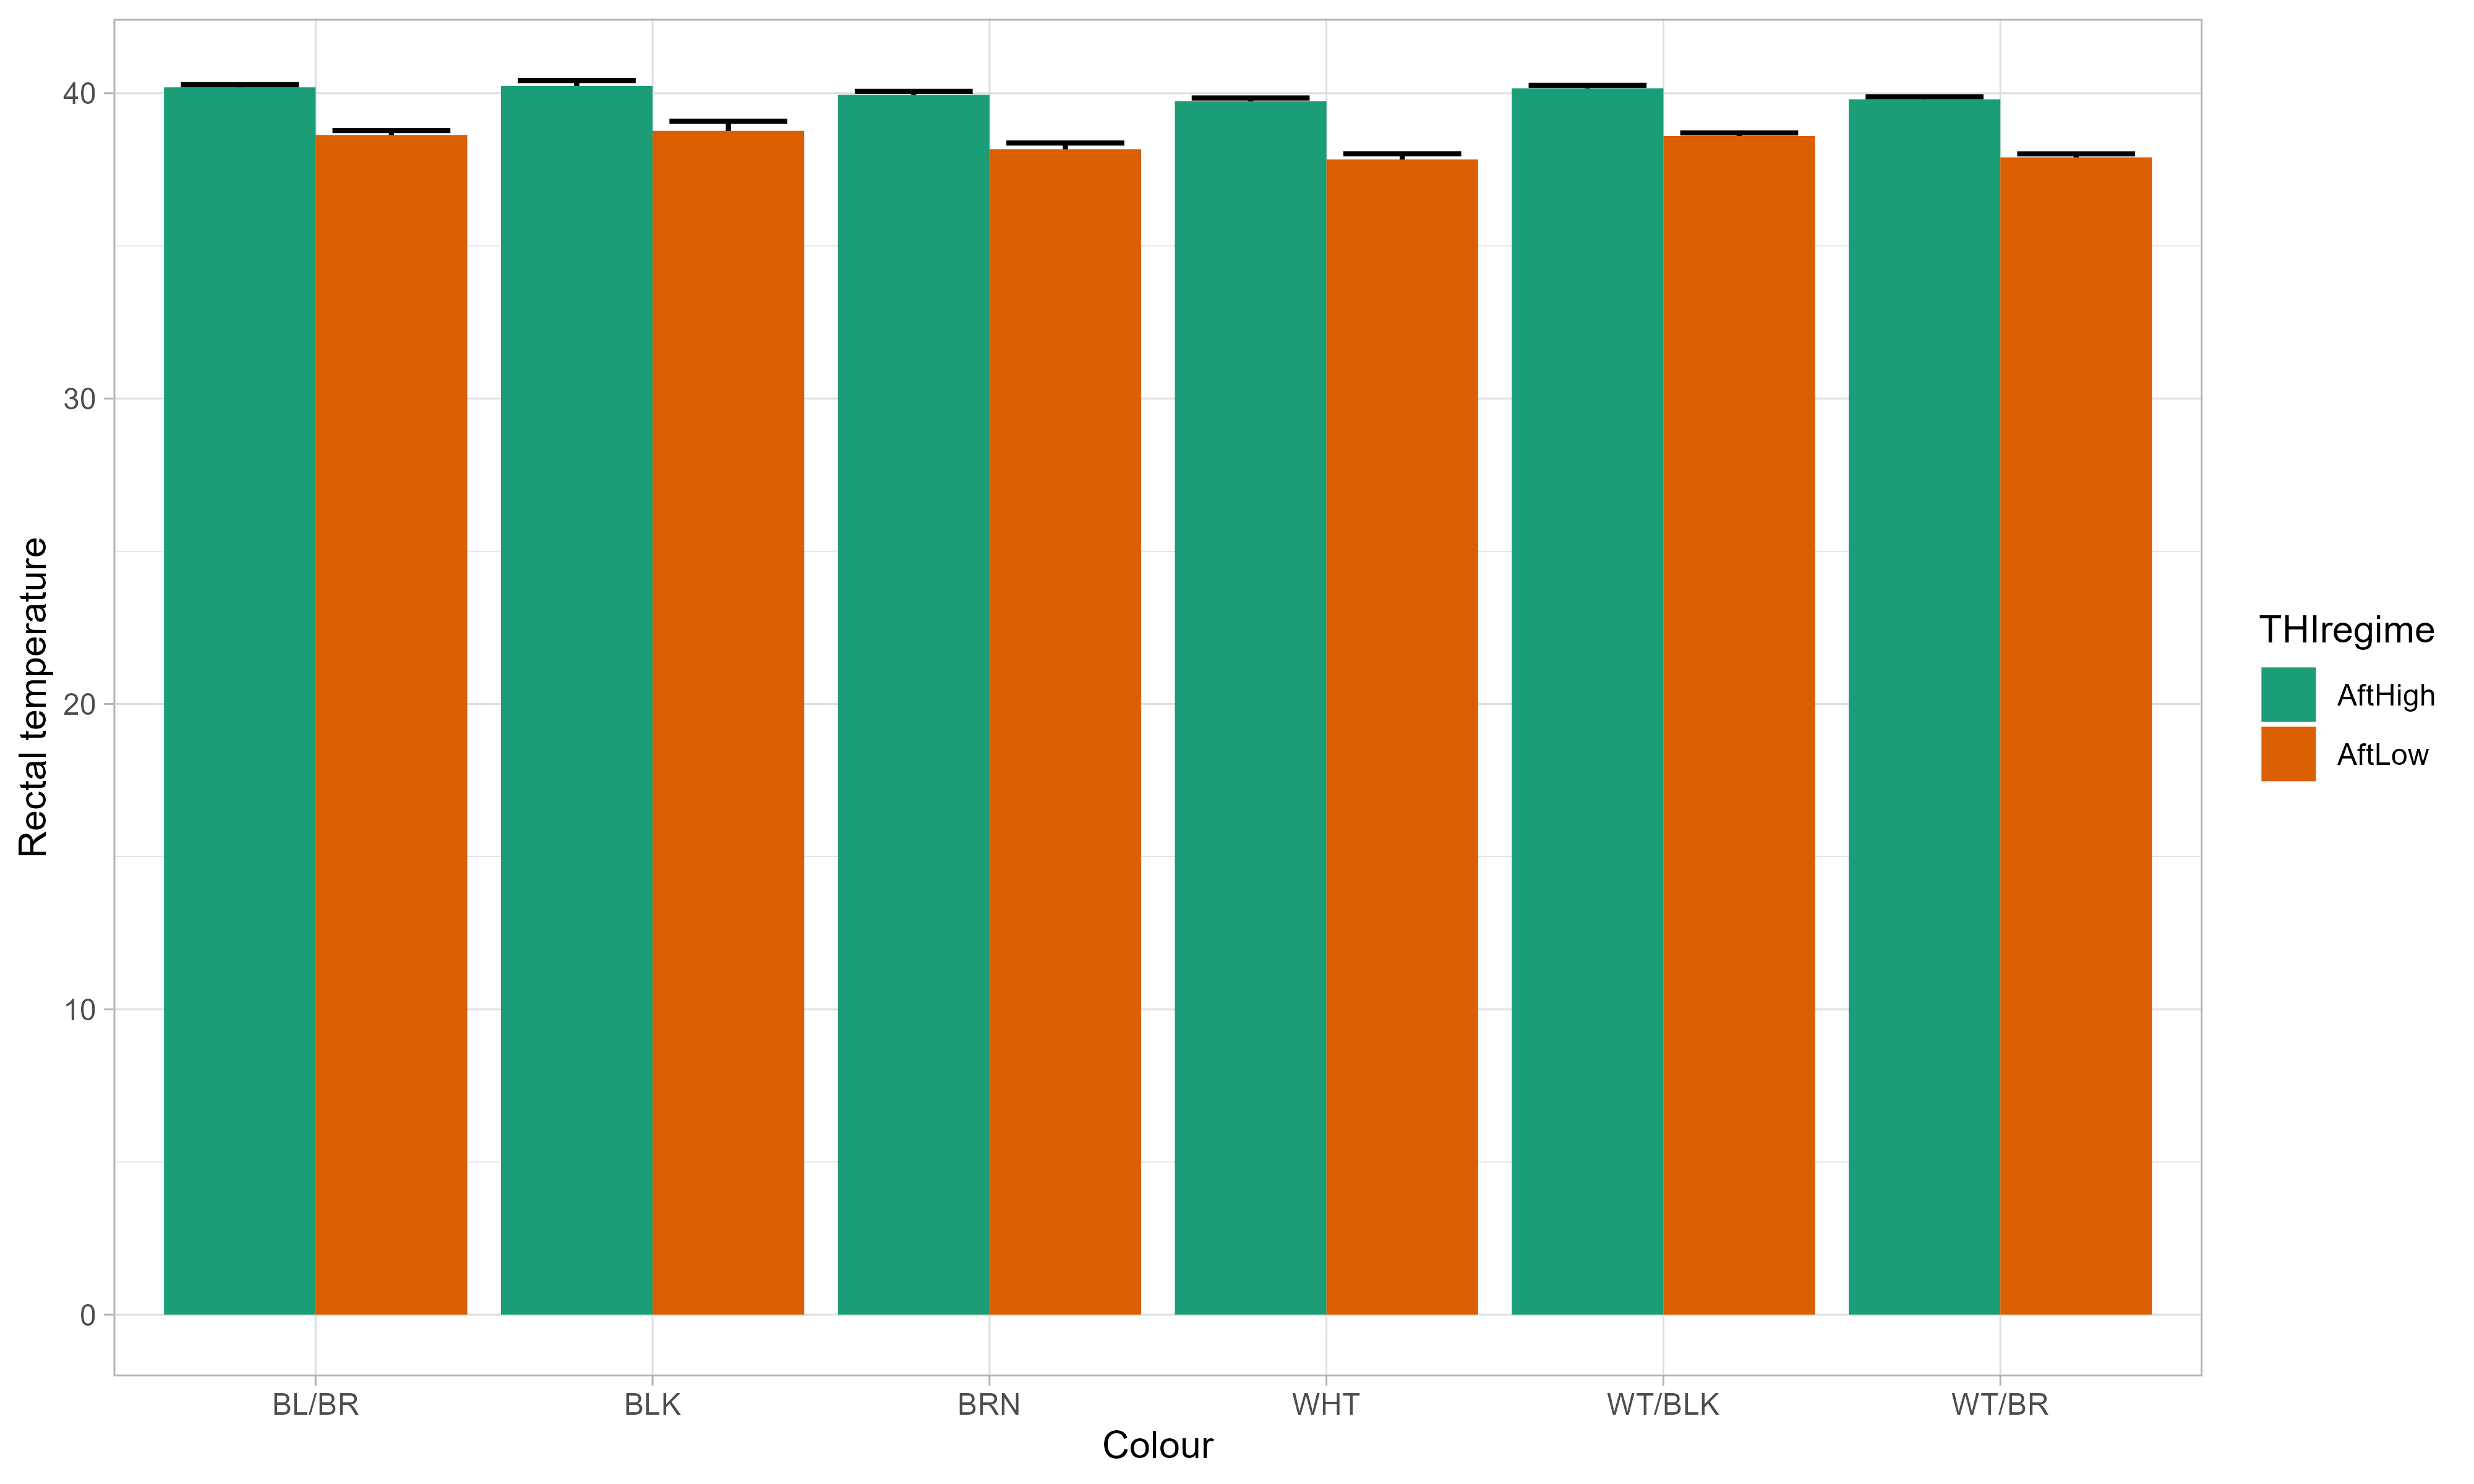 Rectal temperature
40
30
20
10
0
BL/BR BLK BRN WHT WT/BLK WT/BR
Colour
THIregime
AftHigh
AftLow